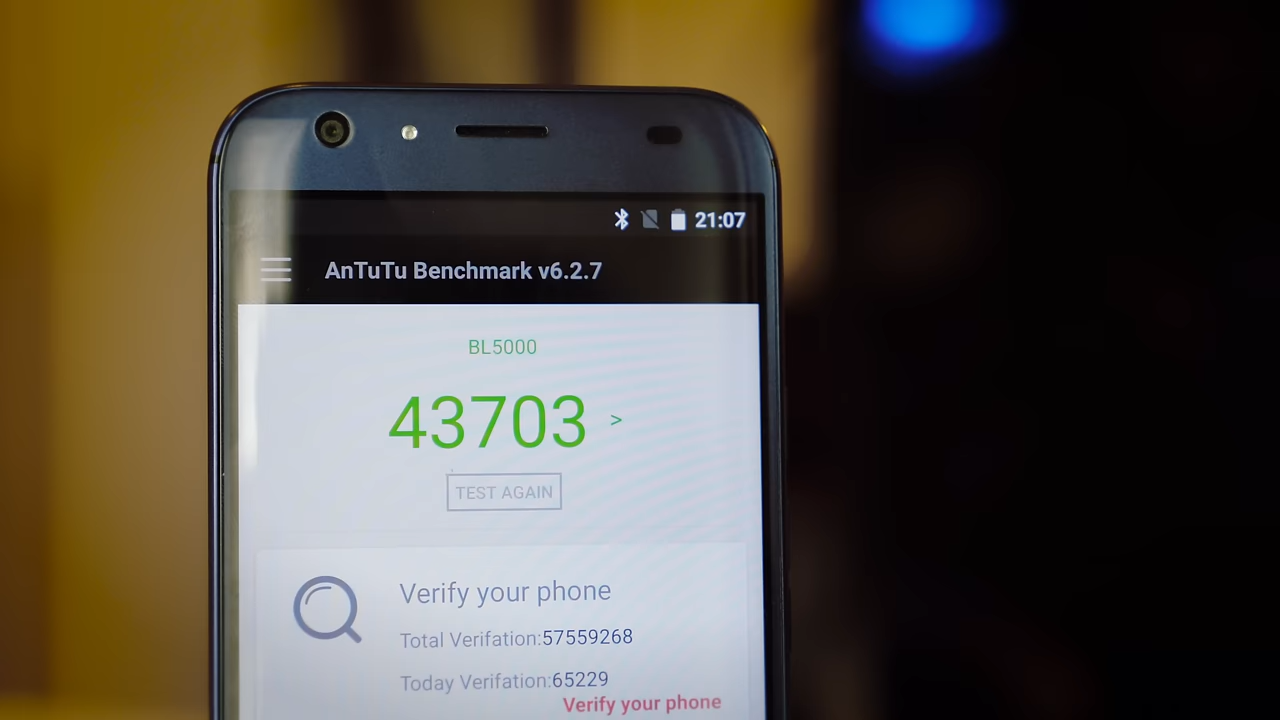 21:07
AnTuTu Benchmark v6.2.7
BL5000
43703 >
TEST AGAIN
Verify your phone
Total Verifation:57559268
Today Verifation:65229
Verify your phone